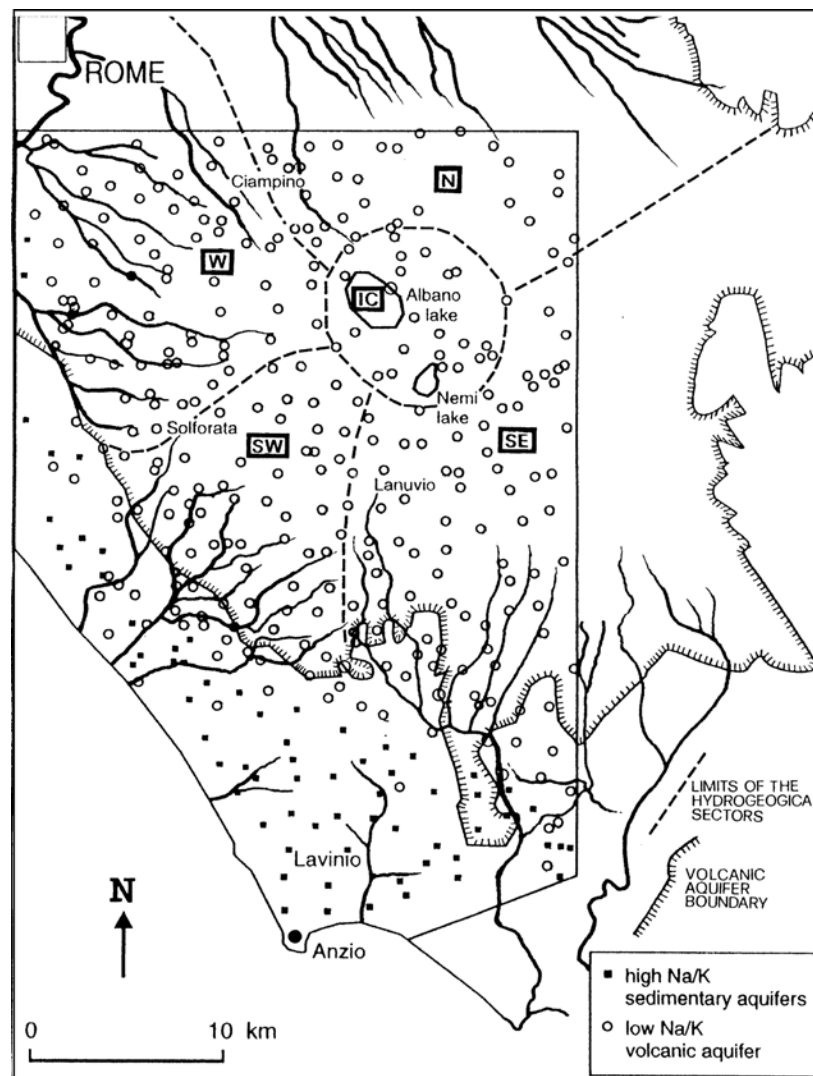 ROME
Ciampino
N
W
IC
Albano
lake
Nemi
lake
Solforata
SW
SE
Lanuvio
LIMITS OF THE
HYDROGEOGICA
SECTORS
Lavinio
VOLCANIC
AQUIFER
BOUNDARY
N
Anzio
high Na/K
sedimentary aquifers
low Na/K
volcanic aquifer
0 10 km